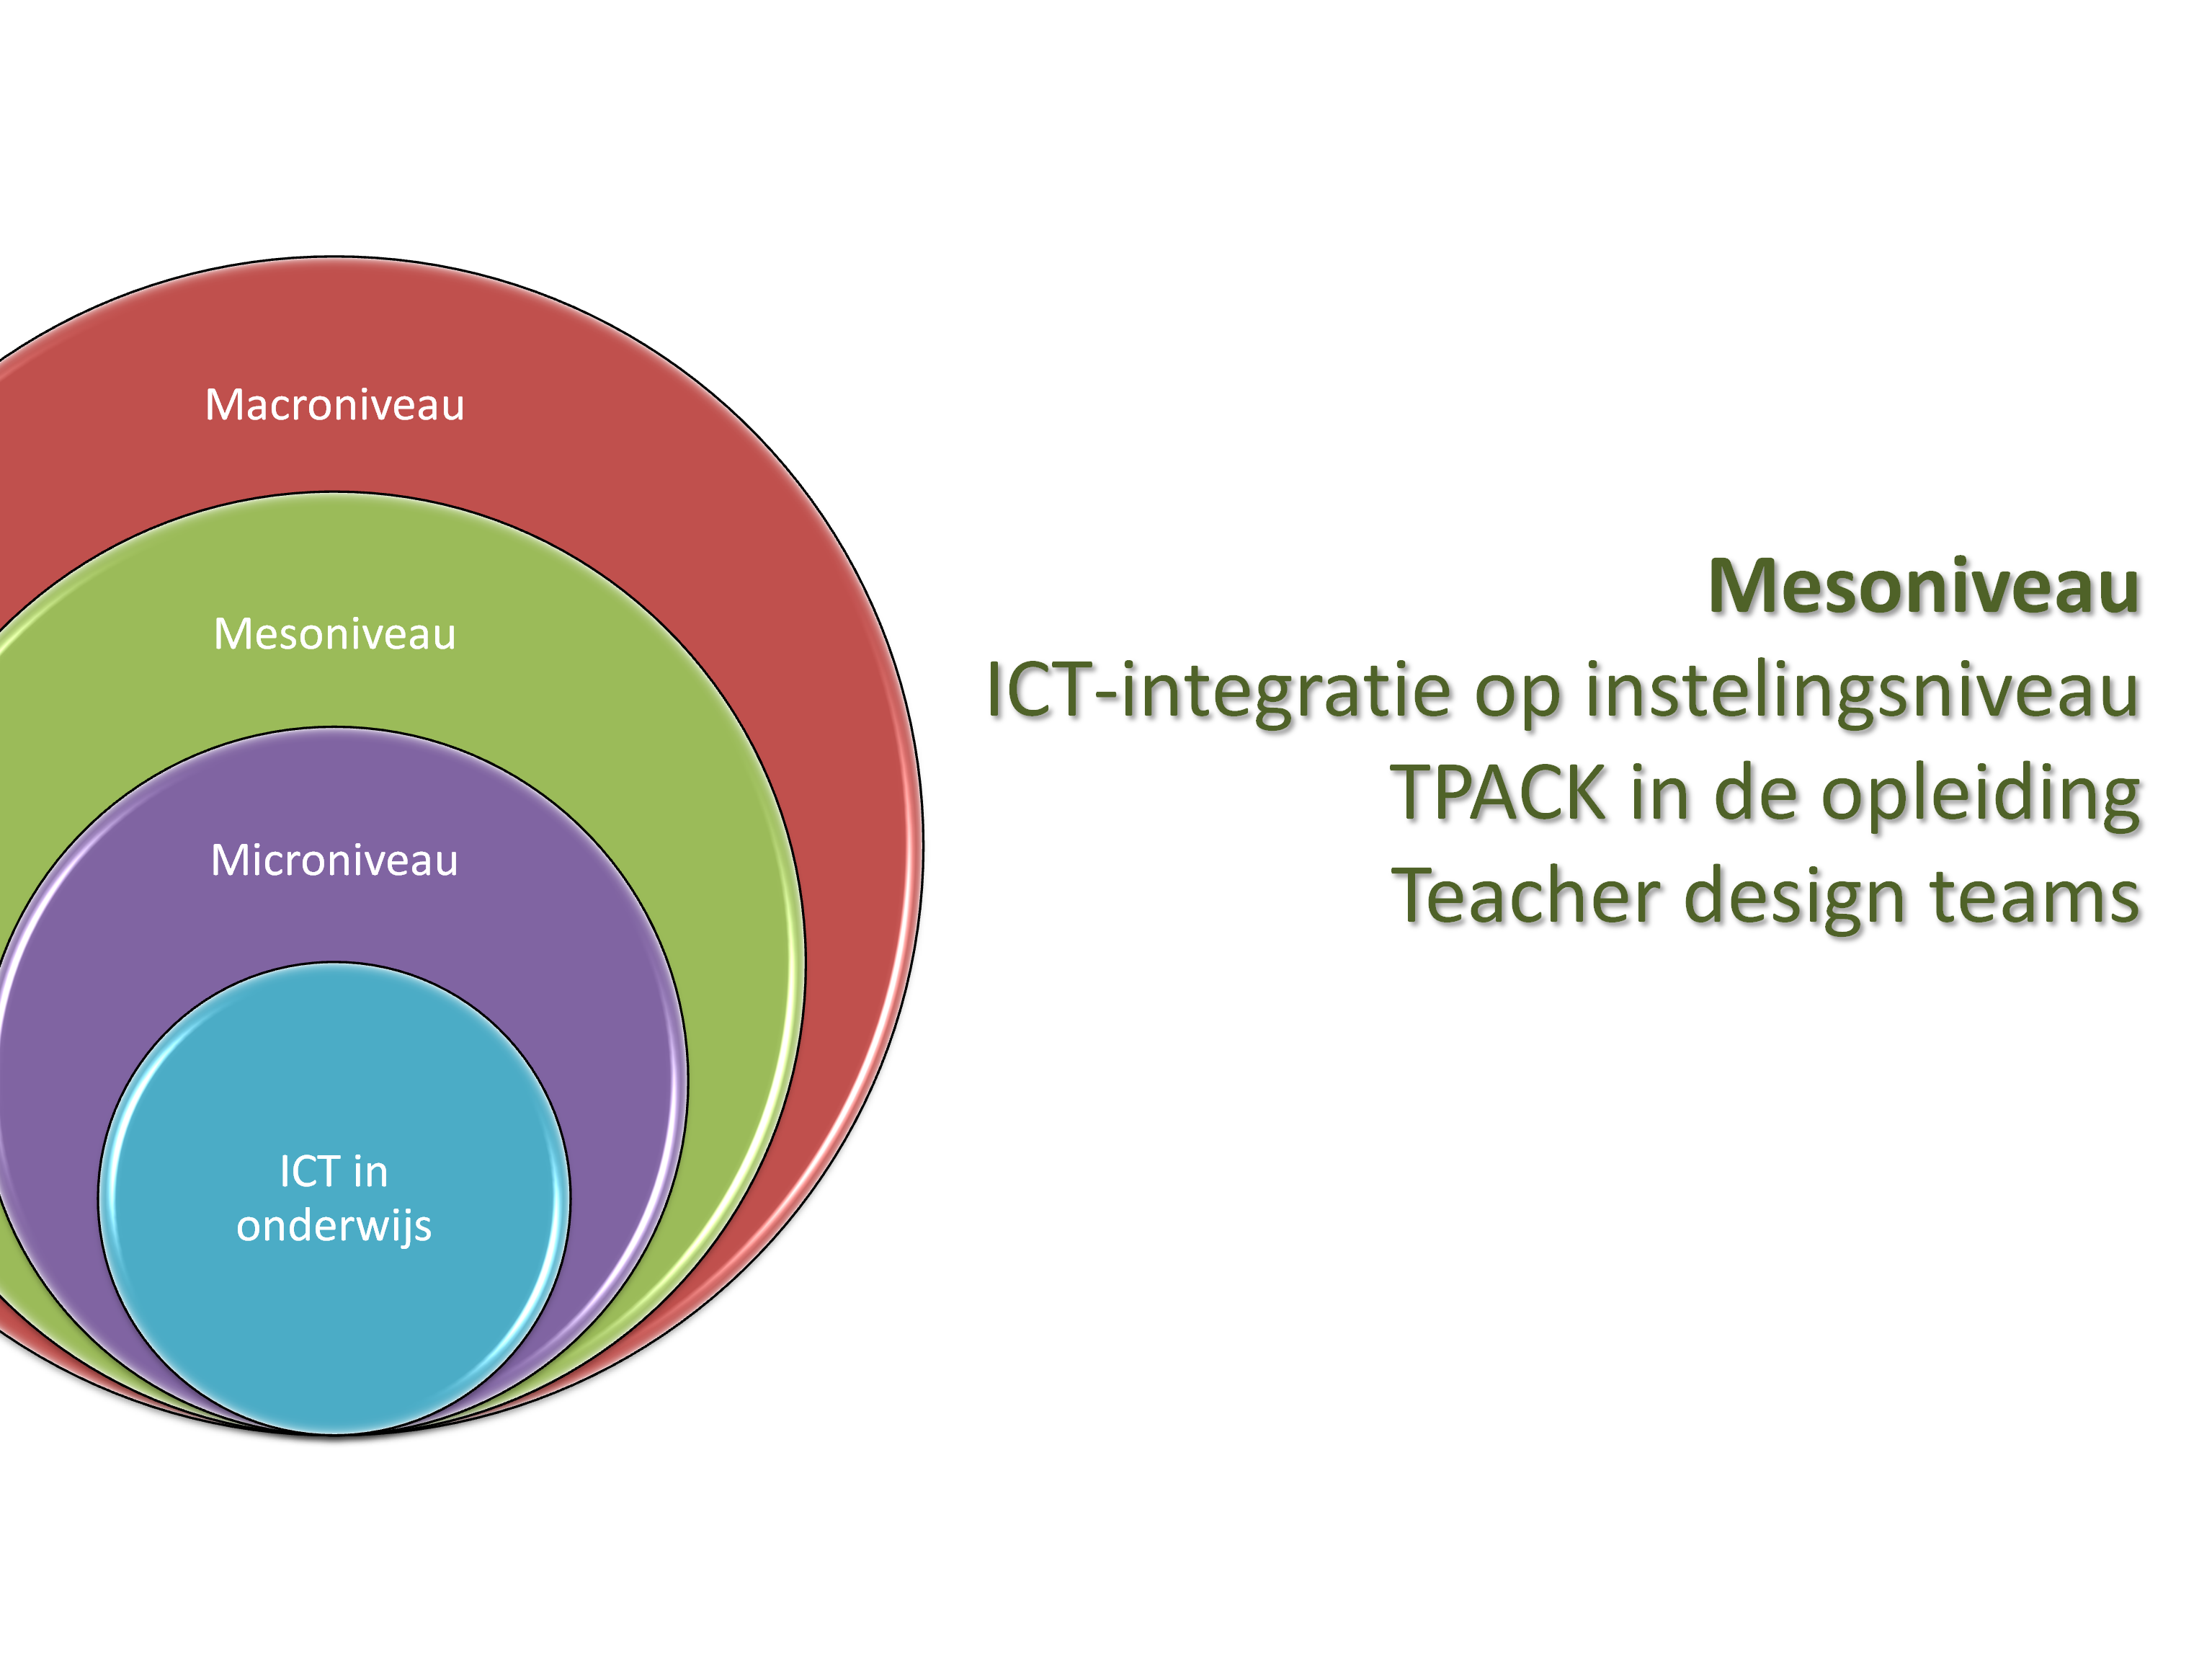 Macroniveau
Mesoniveau
Microniveau
ICT in
onderwijs
Mesoniveau
ICT-integratie op instelingsniveau
TPACK in de opleiding
Teacher design teams